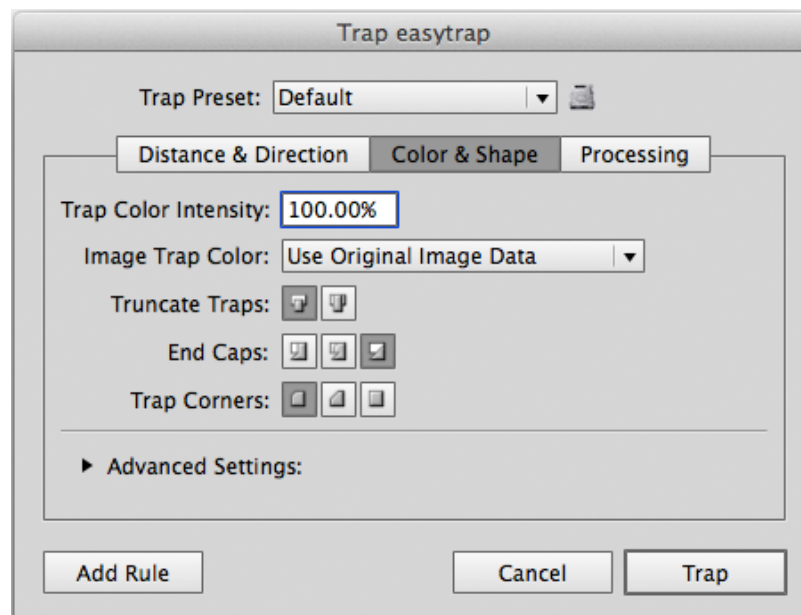 Trap easytrap
Trap Preset: Default
Distance & Direction Color & Shape Processing
Trap Color Intensity: 100.00%
Image Trap Color: Use Original Image Data
Truncate Traps:
End Caps:
Trap Corners:
Advanced Settings:
Add Rule Cancel Trap